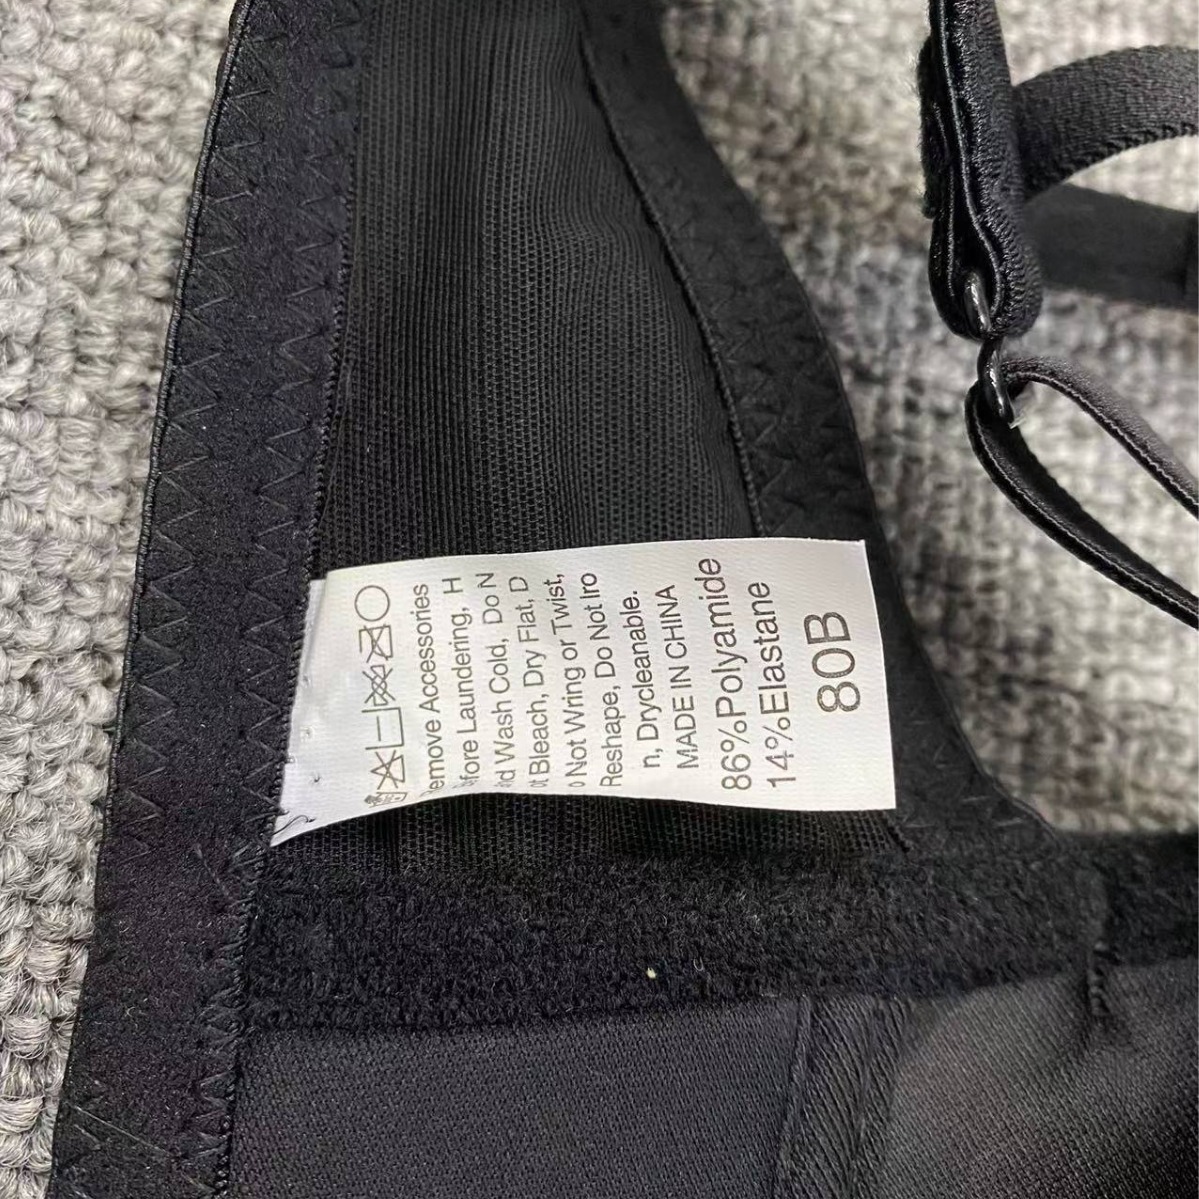 emove Accessories
fore Laundering, H
d Wash Cold, Do N
ot Bleach, Dry Flat, D
o Not Wring or Twist,
Reshape, Do Not Iro
n, Drycleanable.
MADE IN CHINA
86%Polyamide
14%Elastane
80B